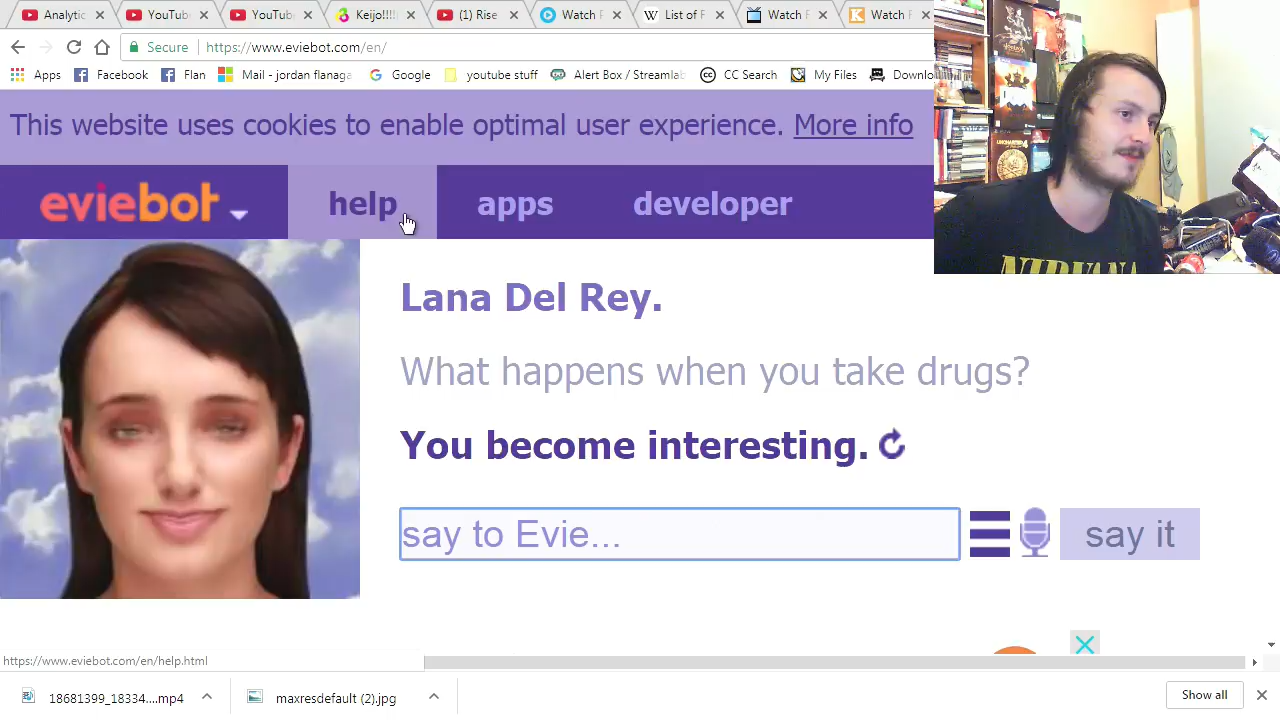 Analytic
YouTube
YouTube
Keijo!!!!
(1) Rise
Watch
List of
Watch
Watch
Secure https://www.eviebot.com/en/
Apps Facebook Flan Mail - jordan Google youtube stuff Alert Box / Streamlab CC Search My Files Downlo
This website uses cookies to enable optimal user experience. More info
eviebot help apps developer
UNCHARTED
NIRVANA
Lana Del Rey.
What happens when you take drugs?
You become interesting.
say to Evie... say it
https://www.eviebot.com/en/help.html
18681399_18334....mp4 maxresdefault (2).jpg Show all